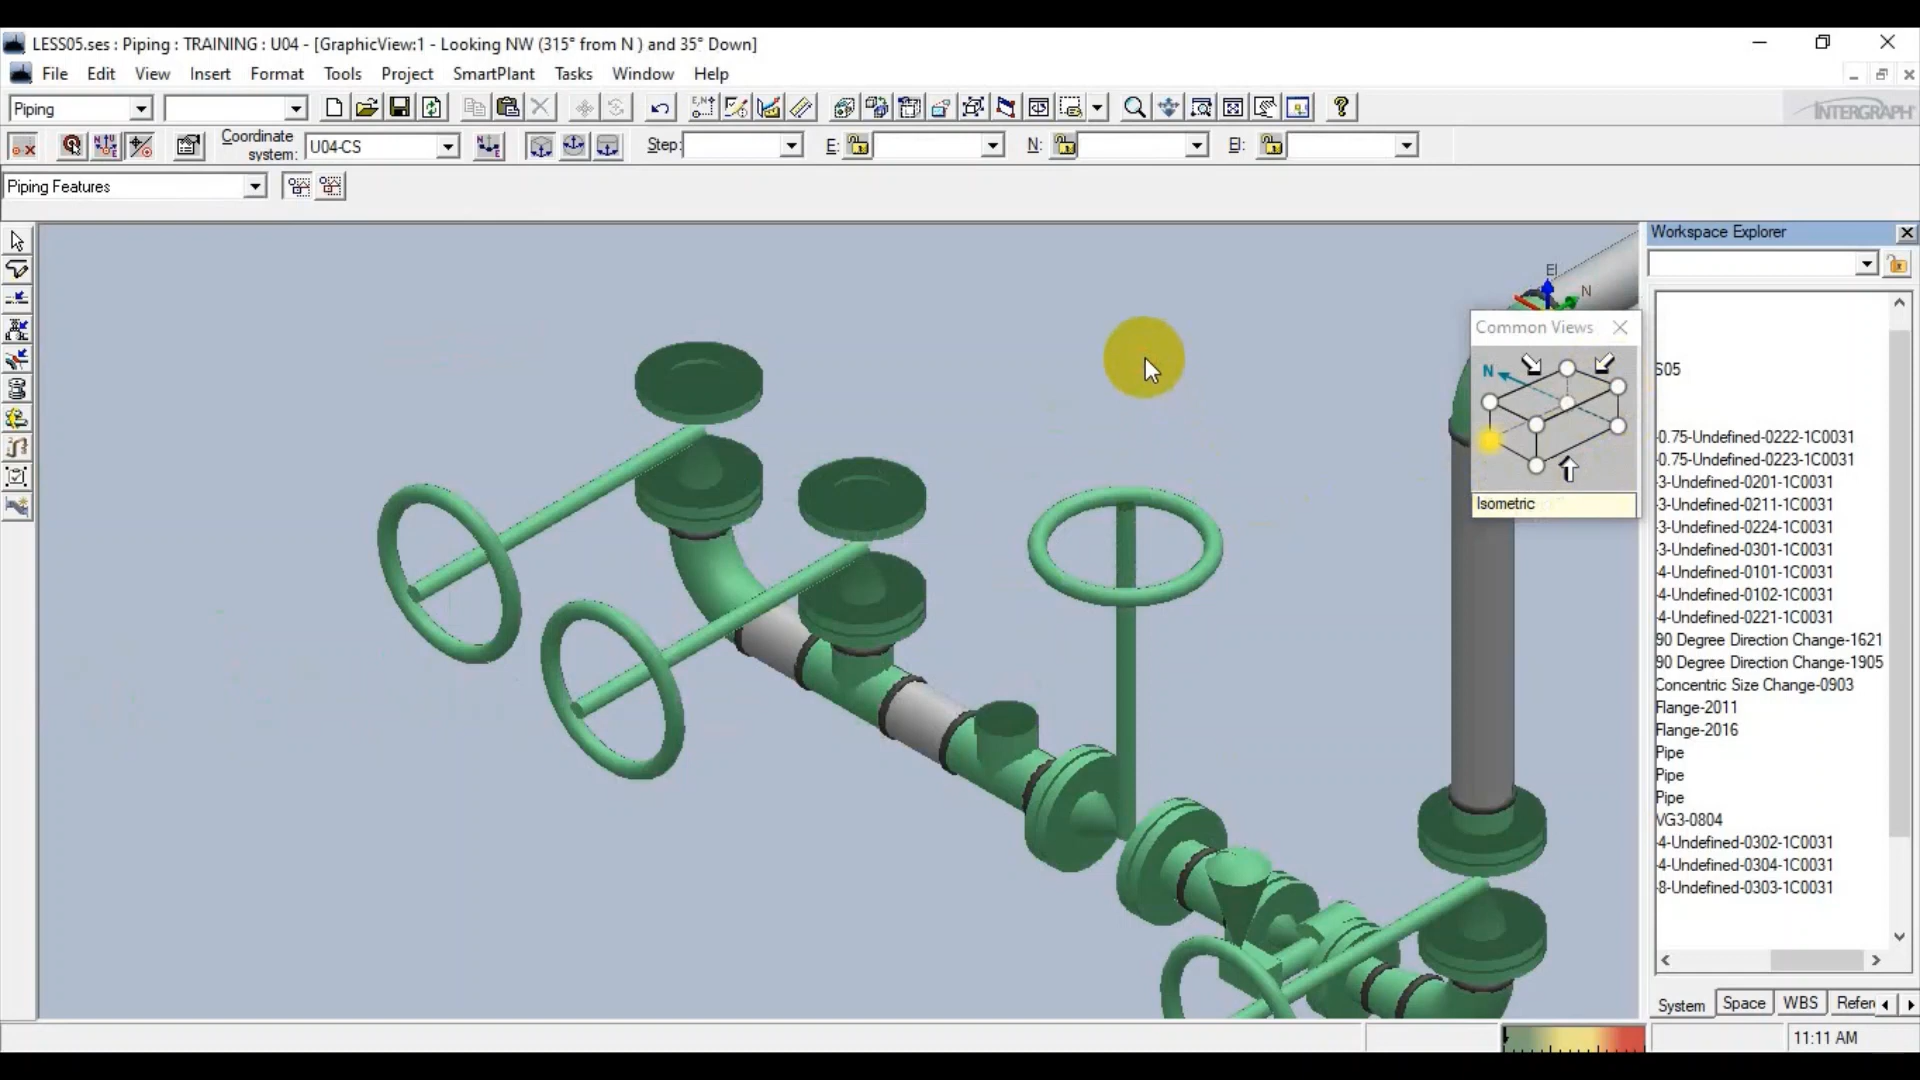 LESS05.ses : Piping : TRAINING : U04 - [GraphicView:1 - Looking NW (315° from N ) and 35° Down]
File Edit View Insert Format Tools Project SmartPlant Tasks Window Help
Piping
INTERGRAPH
Coordinate system: U04-CS Step: E: N: El:
Piping Features
Workspace Explorer
El
N
Common Views
N
Isometric
S05
-0.75-Undefined-0222-1C0031
-0.75-Undefined-0223-1C0031
-3-Undefined-0201-1C0031
-3-Undefined-0211-1C0031
-3-Undefined-0224-1C0031
-3-Undefined-0301-1C0031
-4-Undefined-0101-1C0031
-4-Undefined-0102-1C0031
-4-Undefined-0221-1C0031
90 Degree Direction Change-1621
90 Degree Direction Change-1905
Concentric Size Change-0903
Flange-2011
Flange-2016
Pipe
Pipe
Pipe
VG3-0804
-4-Undefined-0302-1C0031
-4-Undefined-0304-1C0031
-8-Undefined-0303-1C0031
System Space WBS Refer
11:11 AM